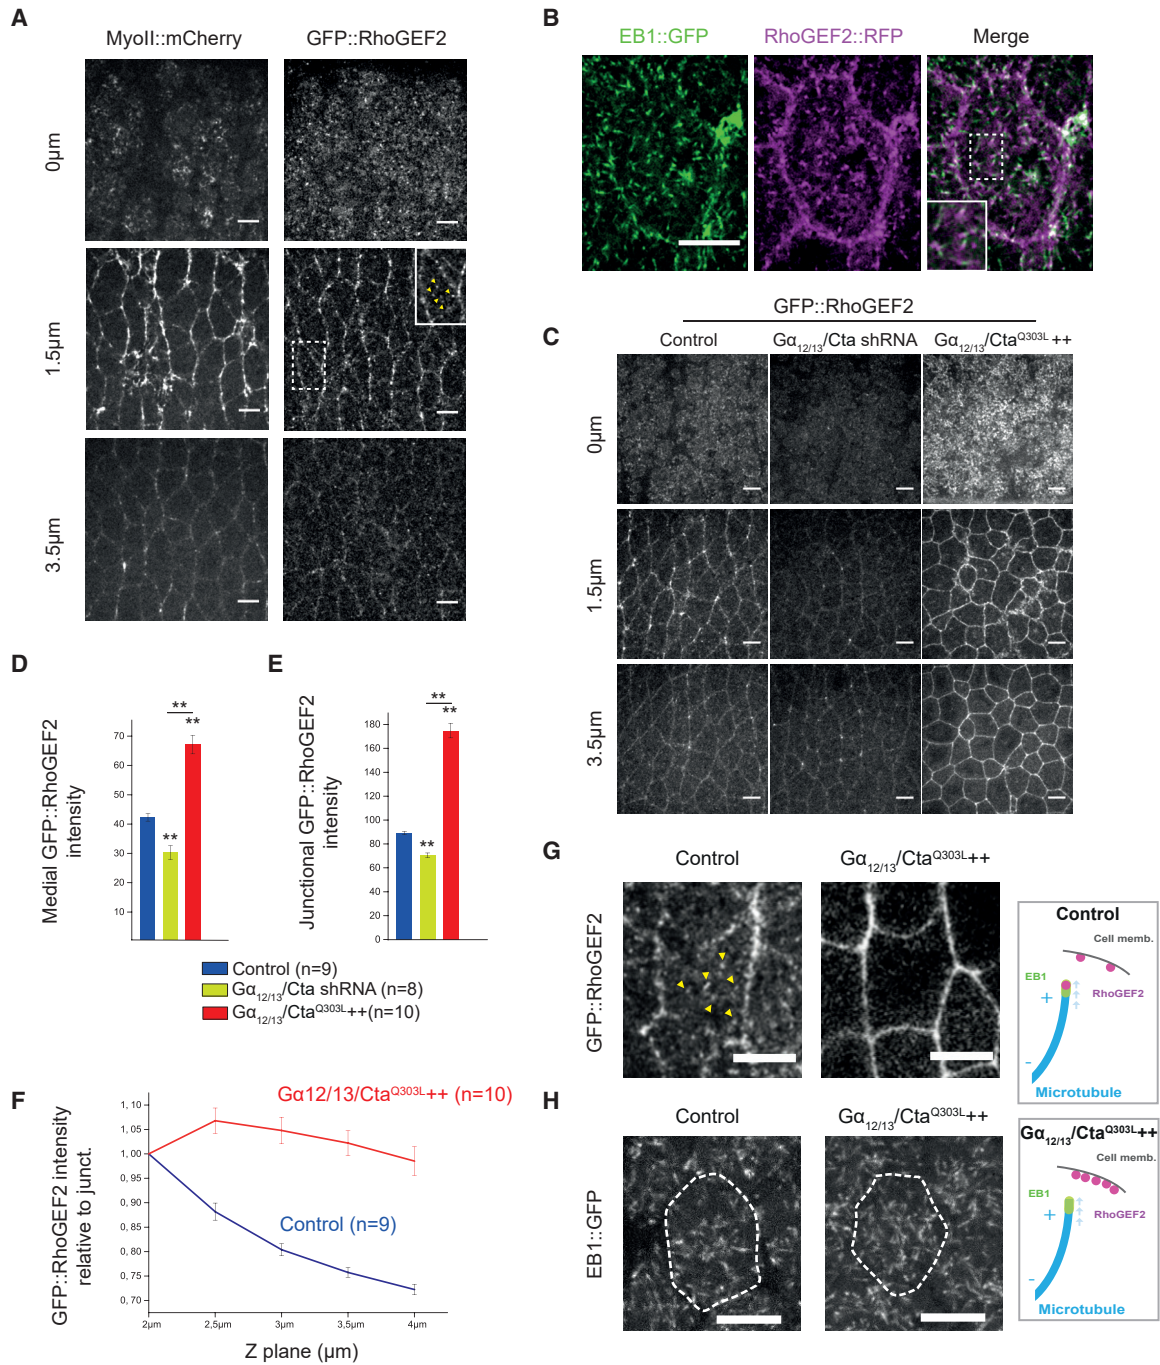 A
MyoII::mCherry
GFP::RhoGEF2
0µm
1.5µm
3.5µm
B
EB1::GFP
RhoGEF2::RFP
Merge
C
GFP::RhoGEF2
Control
Gα12/13/Cta shRNA
Gα12/13/CtaQ303L ++
0µm
1.5µm
3.5µm
D
Medial GFP::RhoGEF2
intensity
70
60
50
40
30
20
10
**
**
**
E
Junctional GFP::RhoGEF2
intensity
180
160
140
120
100
80
60
40
20
0
**
**
**
Control (n=9)
Gα12/13/Cta shRNA (n=8)
Gα12/13/CtaQ303L++(n=10)
F
GFP::RhoGEF2 intensity
relative to junct.
1, 10
1,05
1,00
0,95
0,90
0,85
0,80
0,75
0, 70
Gα12/13/CtaQ303L++ (n=10)
Control (n=9)
2µm
2,5µm
3µm
3,5µm
4µm
Z plane (µm)
G
GFP::RhoGEF2
Control
Gα12/13/CtaQ303L++
Control
Cell memb.
EB1
RhoGEF2
+
-
Microtubule
H
EB1::GFP
Control
Gα12/13/CtaQ303L++
Gα12/13/CtaQ303L++
Cell memb.
EB1
RhoGEF2
+
-
Microtubule